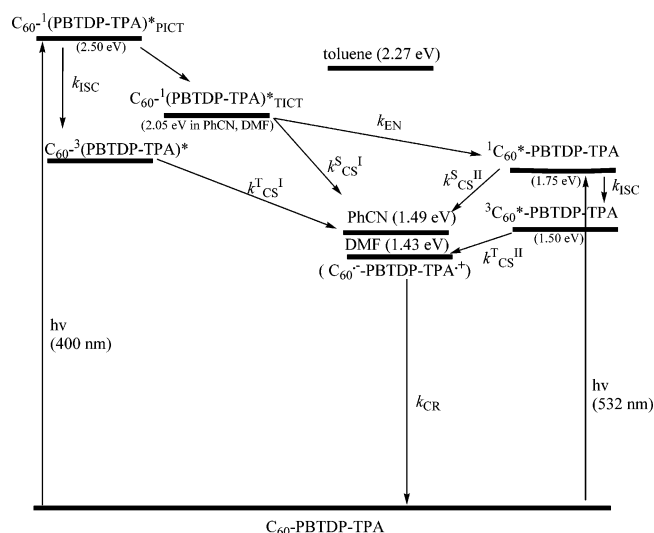 C₆₀-¹(PBTDP-TPA)*PICT
(2.50 eV)
toluene (2.27 eV)
kISC
C₆₀-¹(PBTDP-TPA)*TICT
(2.05 eV in PhCN, DMF)
kEN
C₆₀-³(PBTDP-TPA)*
¹C₆₀*-PBTDP-TPA
(1.75 eV)
kˢCSᴵ
kˢCSᴵᴵ
kISC
kᵀCSᴵ
³C₆₀*-PBTDP-TPA
(1.50 eV)
PhCN (1.49 eV)
DMF (1.43 eV)
kᵀCSᴵᴵ
( C₆₀·⁻-PBTDP-TPA·⁺)
hν
(400 nm)
hν
(532 nm)
kCR
C₆₀-PBTDP-TPA